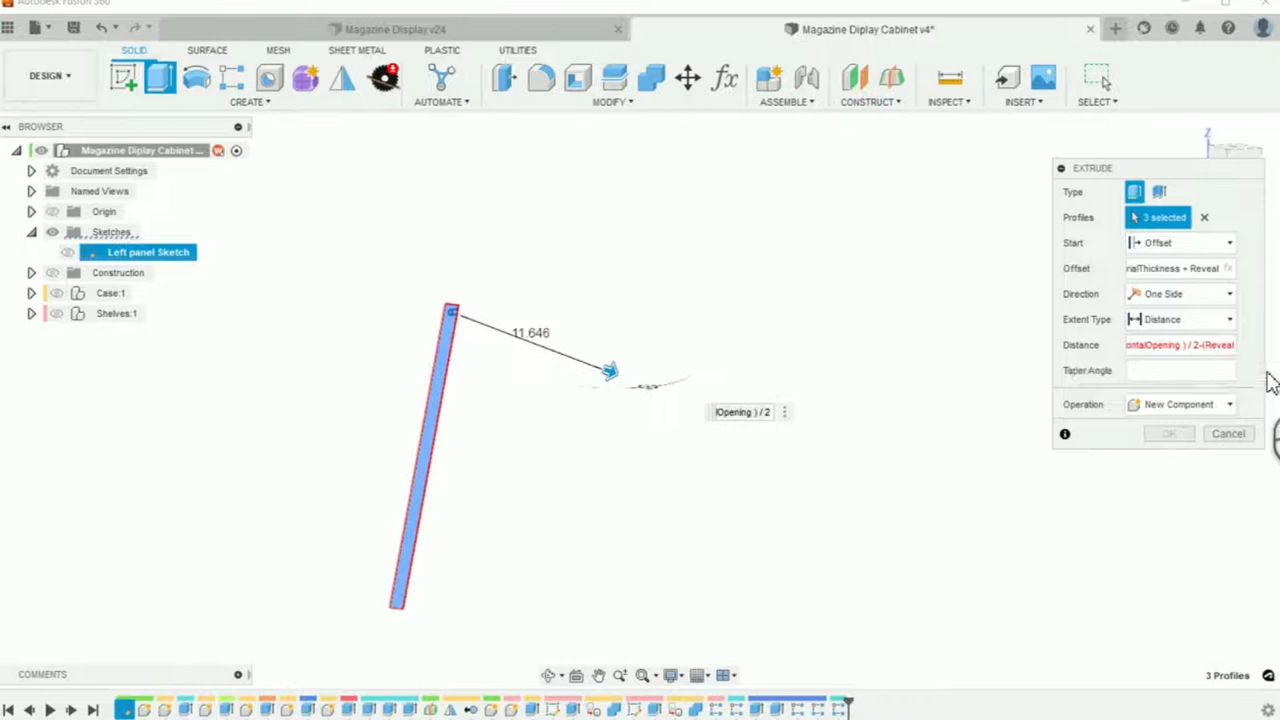 Autodesk Fusion 360
Magazine Display v24
Magazine Diplay Cabinet v4*
SOLID SURFACE MESH SHEET METAL PLASTIC UTILITIES
DESIGN
CREATE AUTOMATE MODIFY ASSEMBLE CONSTRUCT INSPECT INSERT SELECT
BROWSER
Magazine Diplay Cabinet ...
Document Settings
Named Views
Origin
Sketches
Left panel Sketch
Construction
Case:1
Shelves:1
11.646
lOpening ) / 2
Z
EXTRUDE
Type
Profiles 3 selected
Start Offset
Offset rialThickness + Reveal fx
Direction One Side
Extent Type Distance
Distance ontalOpening ) / 2-(Reveal
Taper Angle
Operation New Component
OK Cancel
COMMENTS
3 Profiles